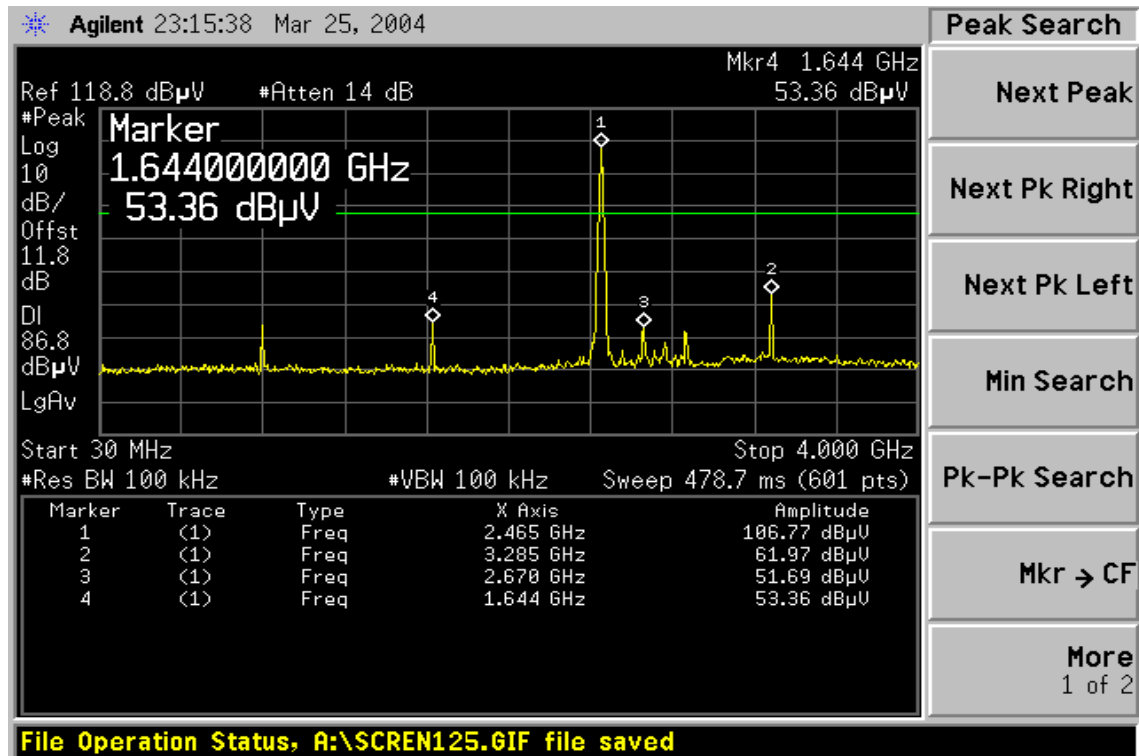 Agilent 23:15:38 Mar 25, 2004
Peak Search
Mkr4 1.644 GHz
Ref 118.8 dBµV #Atten 14 dB 53.36 dBµV
#Peak
Log
10
dB/
Offst
11.8
dB
DI
86.8
dBµV
LgAv
Marker
1.644000000 GHz
53.36 dBµV
1
2
3
4
Start 30 MHz Stop 4.000 GHz
#Res BW 100 kHz #VBW 100 kHz Sweep 478.7 ms (601 pts)
Marker Trace Type X Axis Amplitude
1 (1) Freq 2.465 GHz 106.77 dBµV
2 (1) Freq 3.285 GHz 61.97 dBµV
3 (1) Freq 2.670 GHz 51.69 dBµV
4 (1) Freq 1.644 GHz 53.36 dBµV
Next Peak
Next Pk Right
Next Pk Left
Min Search
Pk-Pk Search
Mkr → CF
More
1 of 2
File Operation Status, A:\SCREN125.GIF file saved